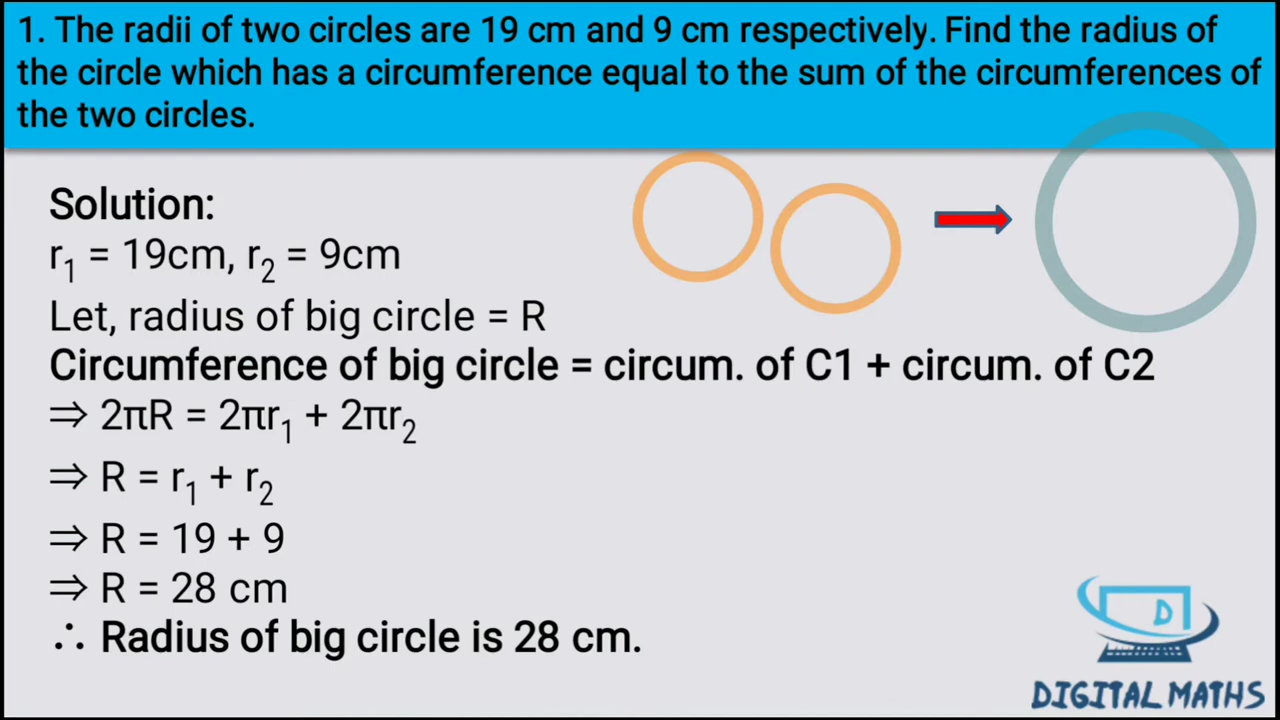 1. The radii of two circles are 19 cm and 9 cm respectively. Find the radius of
the circle which has a circumference equal to the sum of the circumferences of
the two circles.
Solution:
r₁ = 19cm, r₂ = 9cm
Let, radius of big circle = R
Circumference of big circle = circum. of C1 + circum. of C2
⇒ 2πR = 2πr₁ + 2πr₂
⇒ R = r₁ + r₂
⇒ R = 19 + 9
⇒ R = 28 cm
∴ Radius of big circle is 28 cm.
D
DIGITAL MATHS